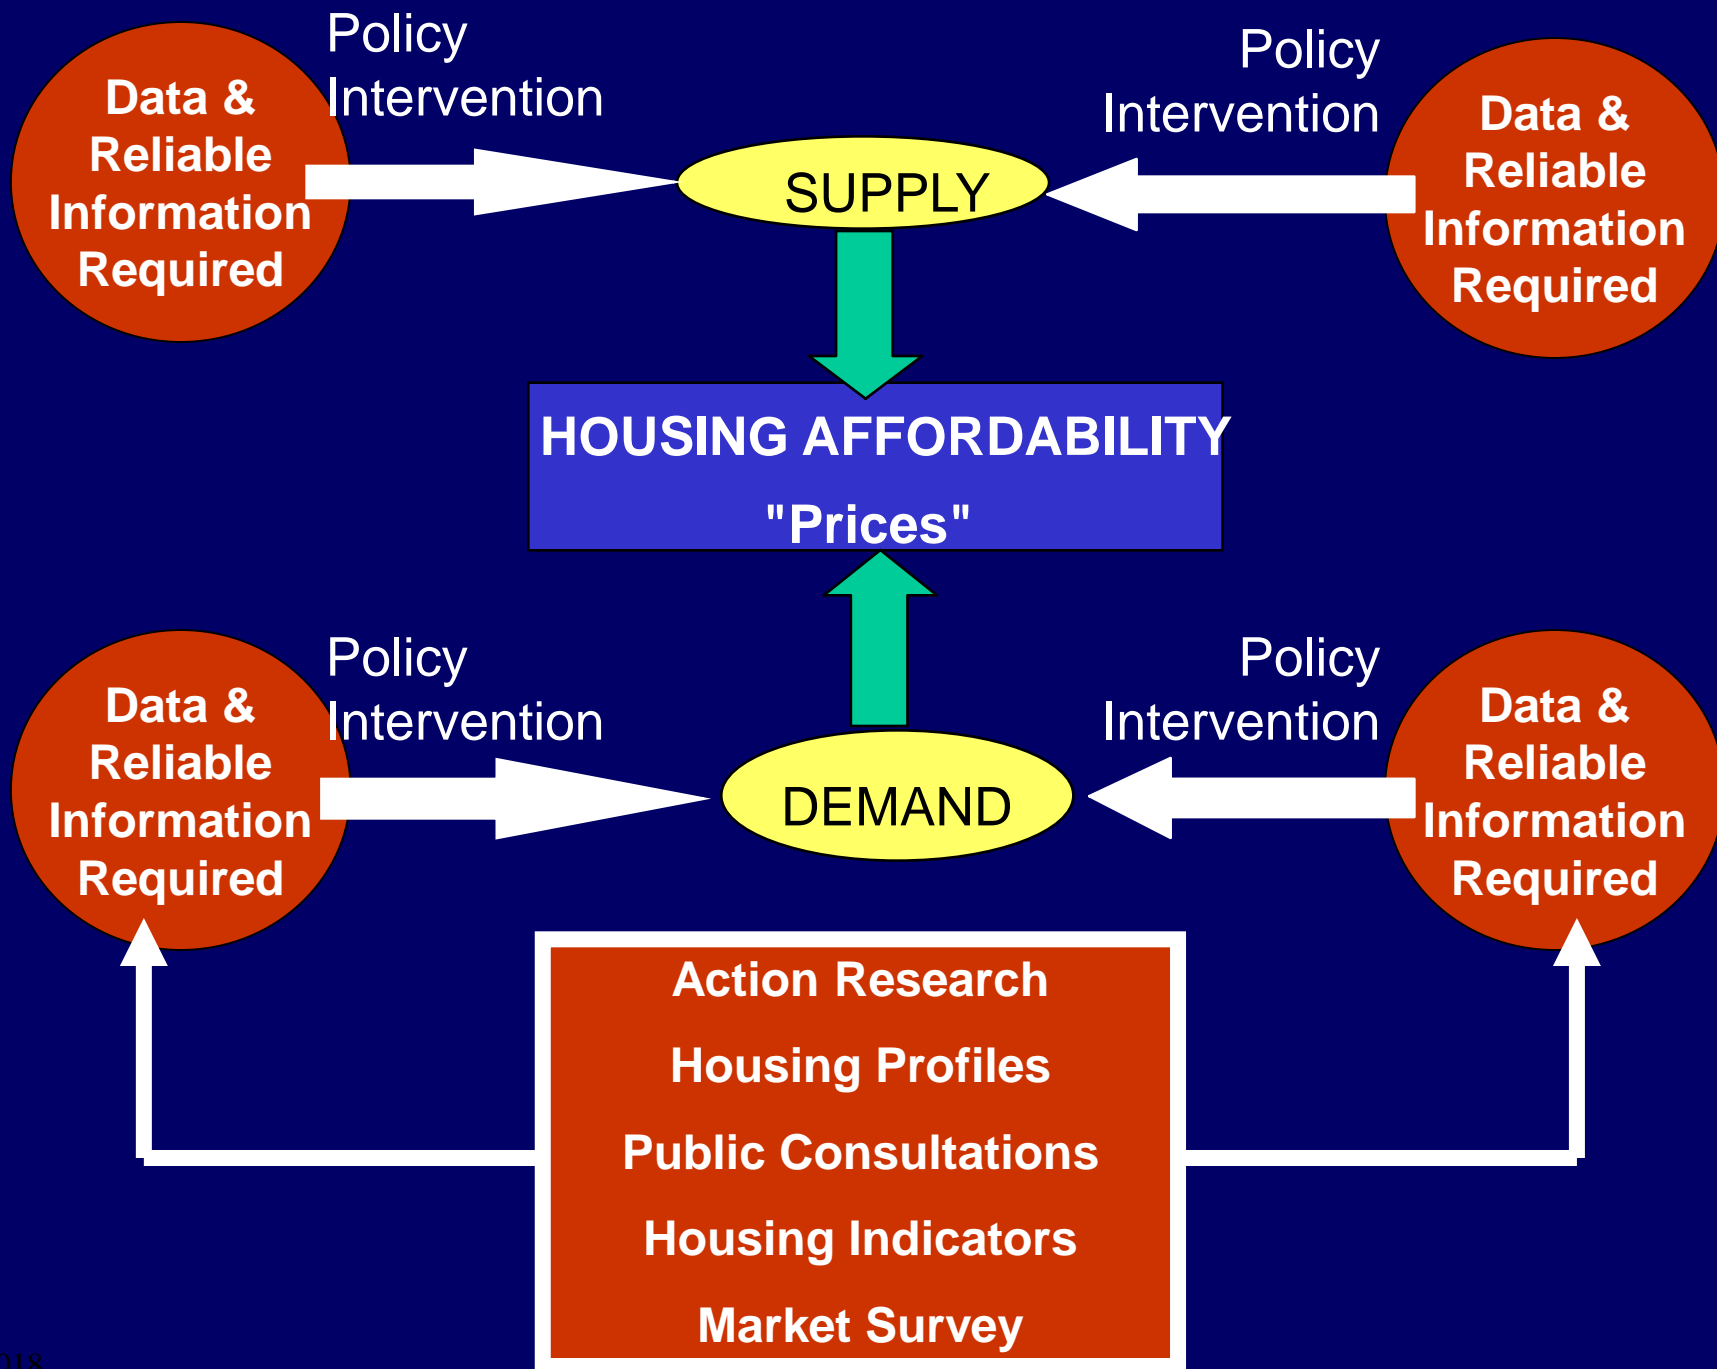 Policy
Intervention
Data &
Reliable
Information
Required
SUPPLY
Policy
Intervention
Data &
Reliable
Information
Required
HOUSING AFFORDABILITY
"Prices"
Policy
Intervention
Data &
Reliable
Information
Required
DEMAND
Policy
Intervention
Data &
Reliable
Information
Required
Action Research
Housing Profiles
Public Consultations
Housing Indicators
Market Survey